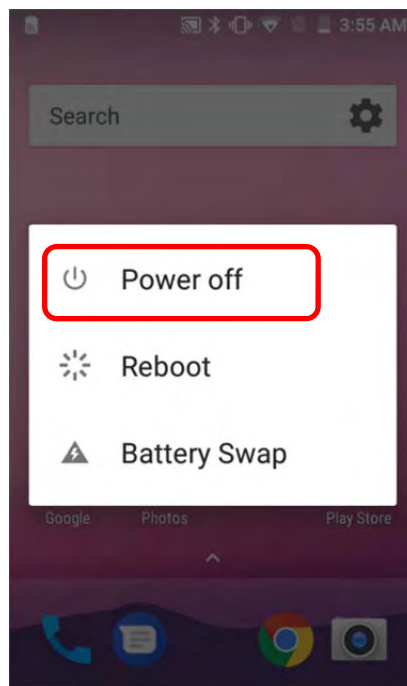 3:55 AM
Search
Power off
Reboot
Battery Swap
Google Photos Play Store